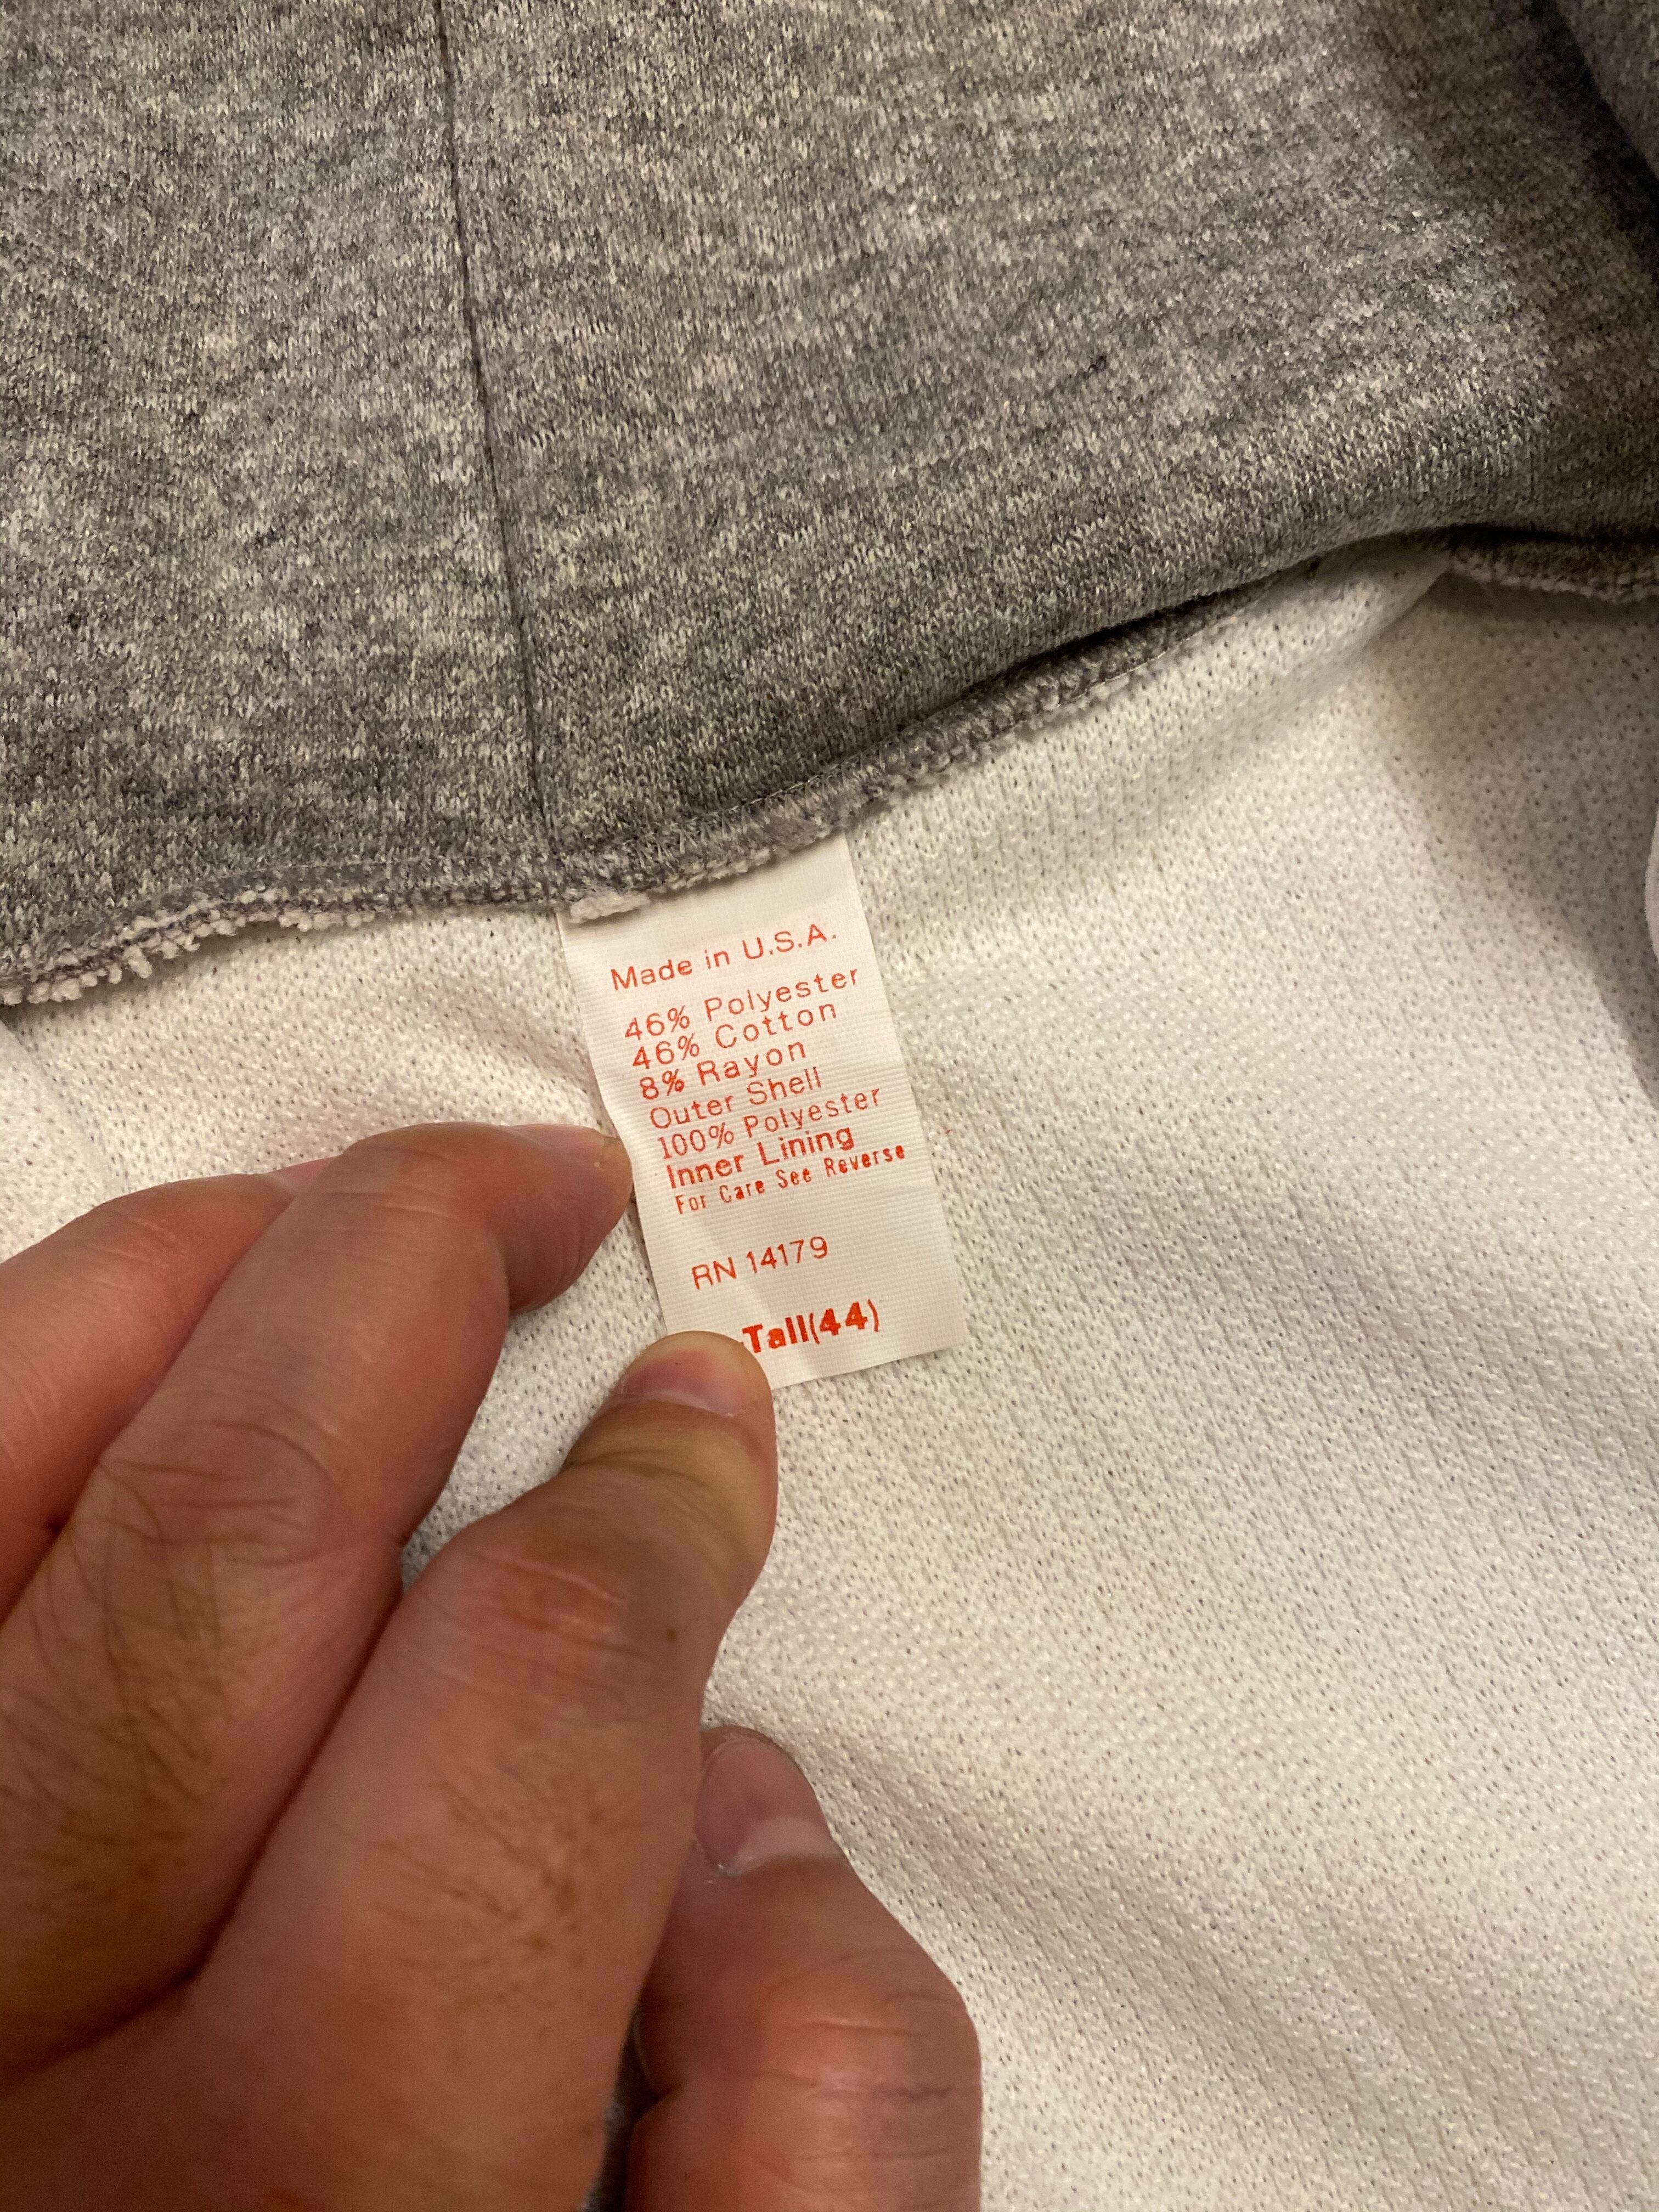 Made in U.S.A.
46% Polyester
46% Cotton
8% Rayon
Outer Shell
100% Polyester
Inner Lining
For Care See Reverse
RN 14179
-Tall(44)